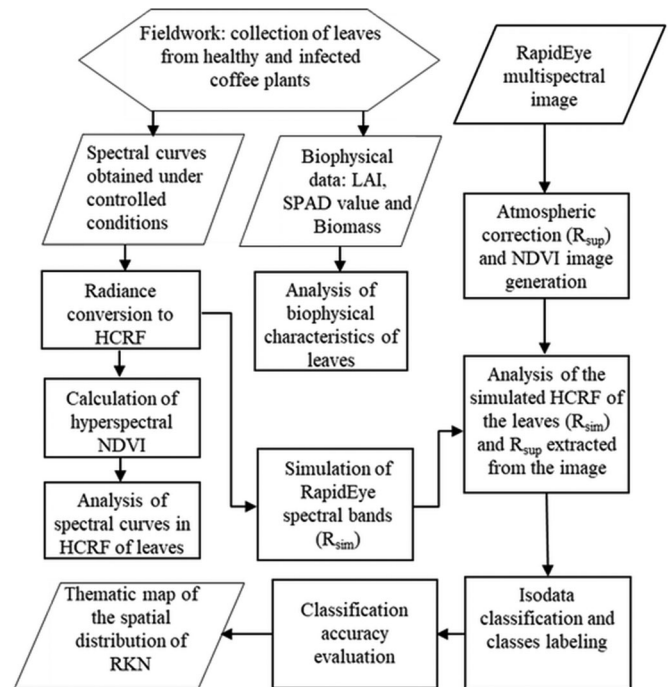 Fieldwork: collection of leaves
from healthy and infected
coffee plants
RapidEye
multispectral
image
Spectral curves
obtained under
controlled
conditions
Biophysical
data: LAI,
SPAD value and
Biomass
Atmospheric
correction (Rsup)
and NDVI image
generation
Radiance
conversion to
HCRF
Analysis of
biophysical
characteristics of
leaves
Calculation of
hyperspectral
NDVI
Analysis of the
simulated HCRF of
the leaves (Rsim)
and Rsup extracted
from the image
Analysis of
spectral curves in
HCRF of leaves
Simulation of
RapidEye
spectral bands
(Rsim)
Thematic map of
the spatial
distribution of
RKN
Classification
accuracy
evaluation
Isodata
classification and
classes labeling